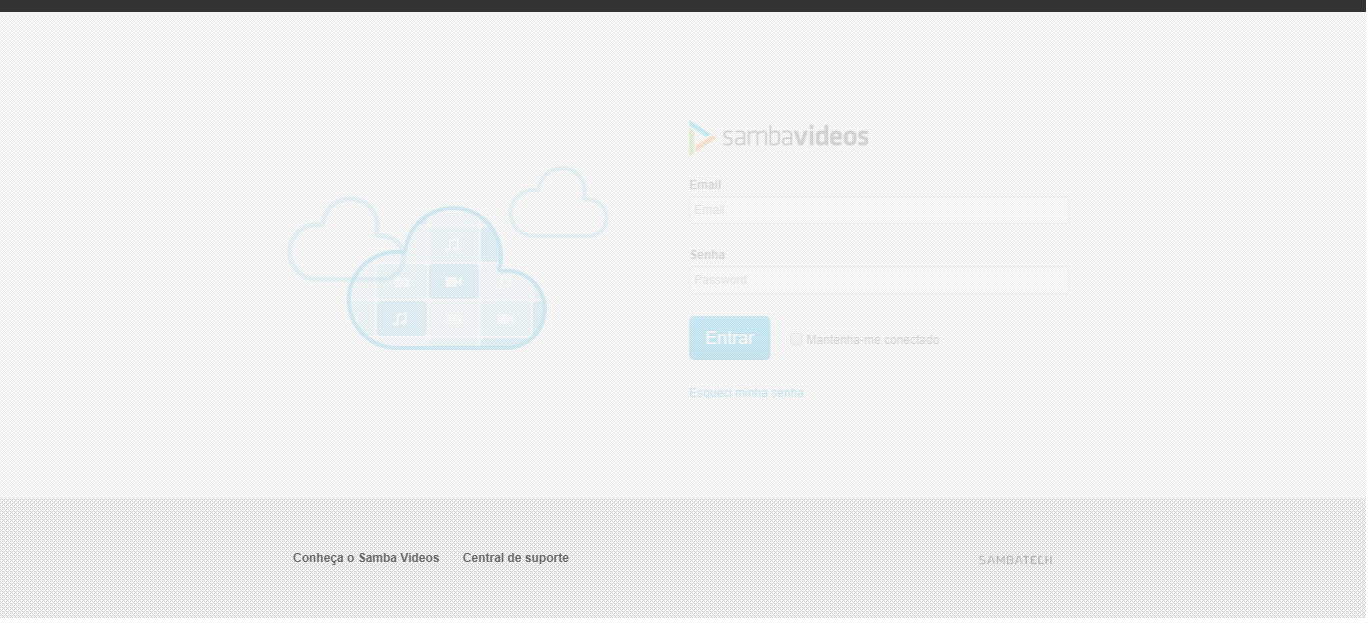 sambavideos
Email
Email
Senha
Password
Entrar
Mantenha-me conectado
Esqueci minha senha
Conheça o Samba Videos
Central de suporte
SAMBATECH